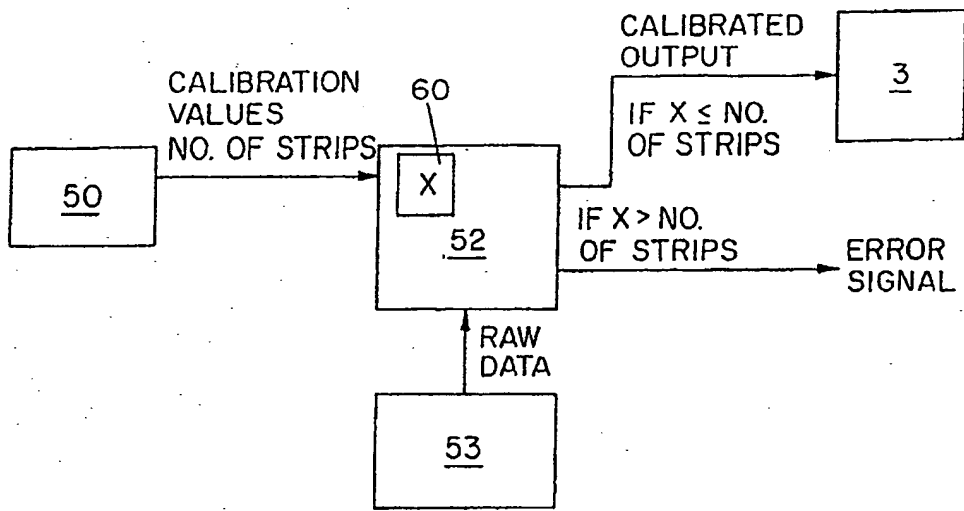 CALIBRATION
VALUES
NO. OF STRIPS
50
60
X
52
CALIBRATED
OUTPUT
IF X ≤ NO.
OF STRIPS
3
IF X > NO.
OF STRIPS
ERROR
SIGNAL
RAW
DATA
53